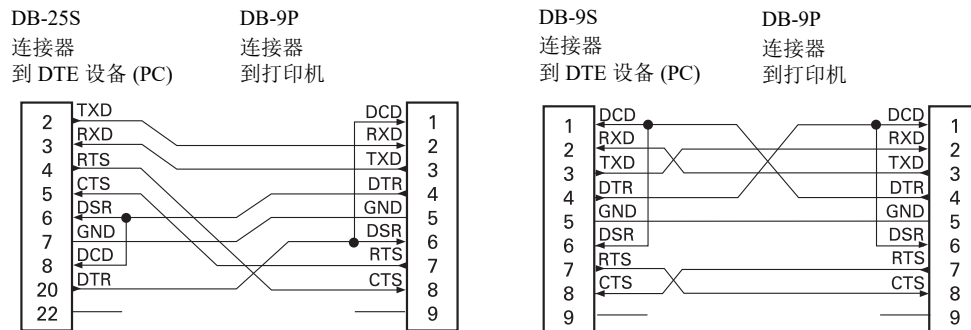 DB-25S
连接器
到 DTE 设备 (PC)
DB-9P
连接器
到打印机
2 TXD
3 RXD
4 RTS
5 CTS
6 DSR
7 GND
8 DCD
20 DTR
22
DCD 1
RXD 2
TXD 3
DTR 4
GND 5
DSR 6
RTS 7
CTS 8
9
DB-9S
连接器
到 DTE 设备 (PC)
DB-9P
连接器
到打印机
1 DCD
2 RXD
3 TXD
4 DTR
5 GND
6 DSR
7 RTS
8 CTS
9
DCD 1
RXD 2
TXD 3
DTR 4
GND 5
DSR 6
RTS 7
CTS 8
9